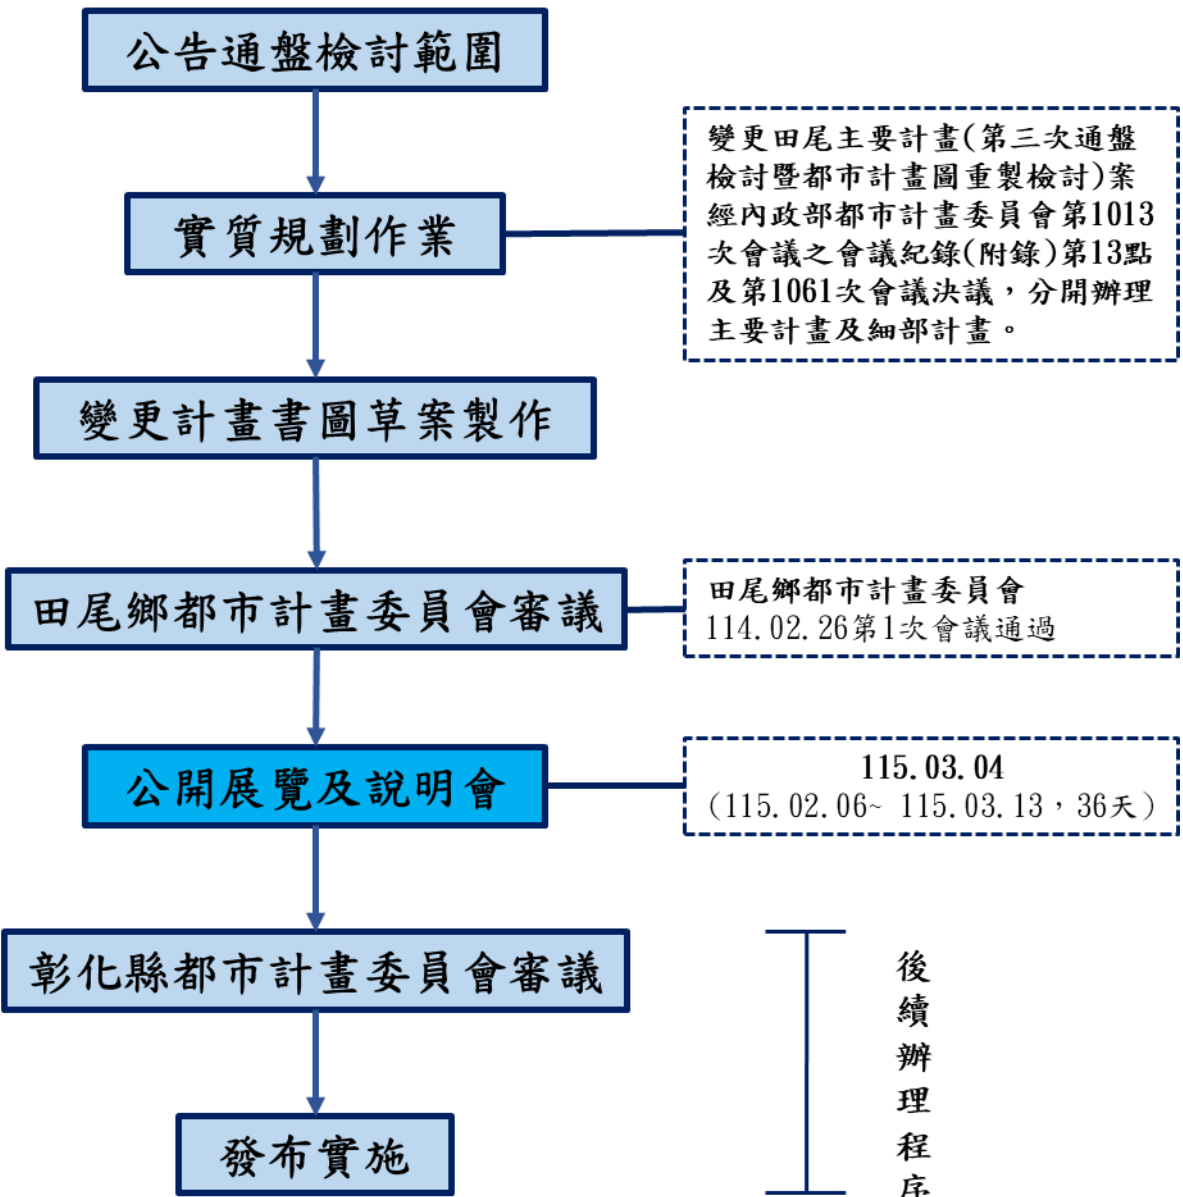 公告通盤檢討範圍
實質規劃作業
變更田尾主要計畫(第三次通盤
檢討暨都市計畫圖重製檢討)案
經內政部都市計畫委員會第1013
次會議之會議紀錄(附錄)第13點
及第1061次會議決議，分開辦理
主要計畫及細部計畫。
變更計畫書圖草案製作
田尾鄉都市計畫委員會審議
田尾鄉都市計畫委員會
114.02.26第1次會議通過
公開展覽及說明會
115.03.04
(115.02.06~ 115.03.13，36天)
彰化縣都市計畫委員會審議
發布實施
後續辦理程序